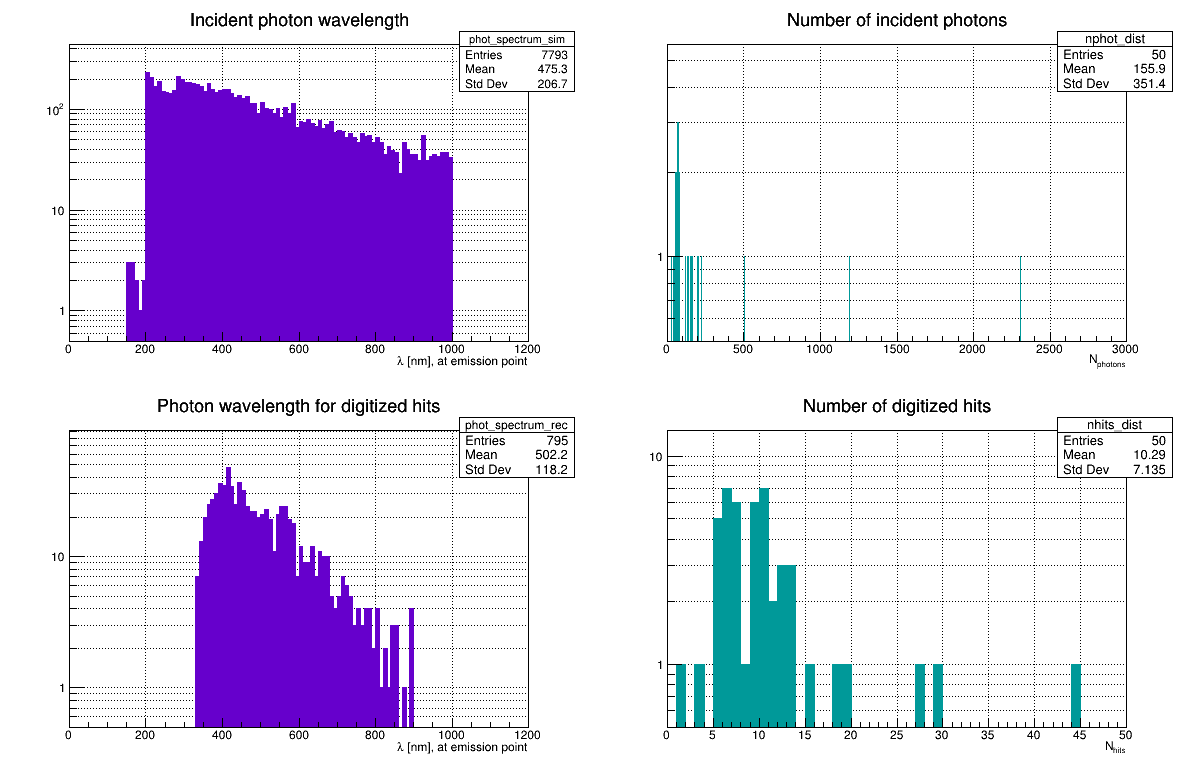 Incident photon wavelength
phot_spectrum_sim
Entries 7793
Mean 475.3
Std Dev 206.7
10²
10
1
0 200 400 600 800 1000 1200
λ [nm], at emission point
Number of incident photons
nphot_dist
Entries 50
Mean 155.9
Std Dev 351.4
1
0 500 1000 1500 2000 2500 3000
N_photons
Photon wavelength for digitized hits
phot_spectrum_rec
Entries 795
Mean 502.2
Std Dev 118.2
10
1
0 200 400 600 800 1000 1200
λ [nm], at emission point
Number of digitized hits
nhits_dist
Entries 50
Mean 10.29
Std Dev 7.135
10
1
0 5 10 15 20 25 30 35 40 45 50
N_hits